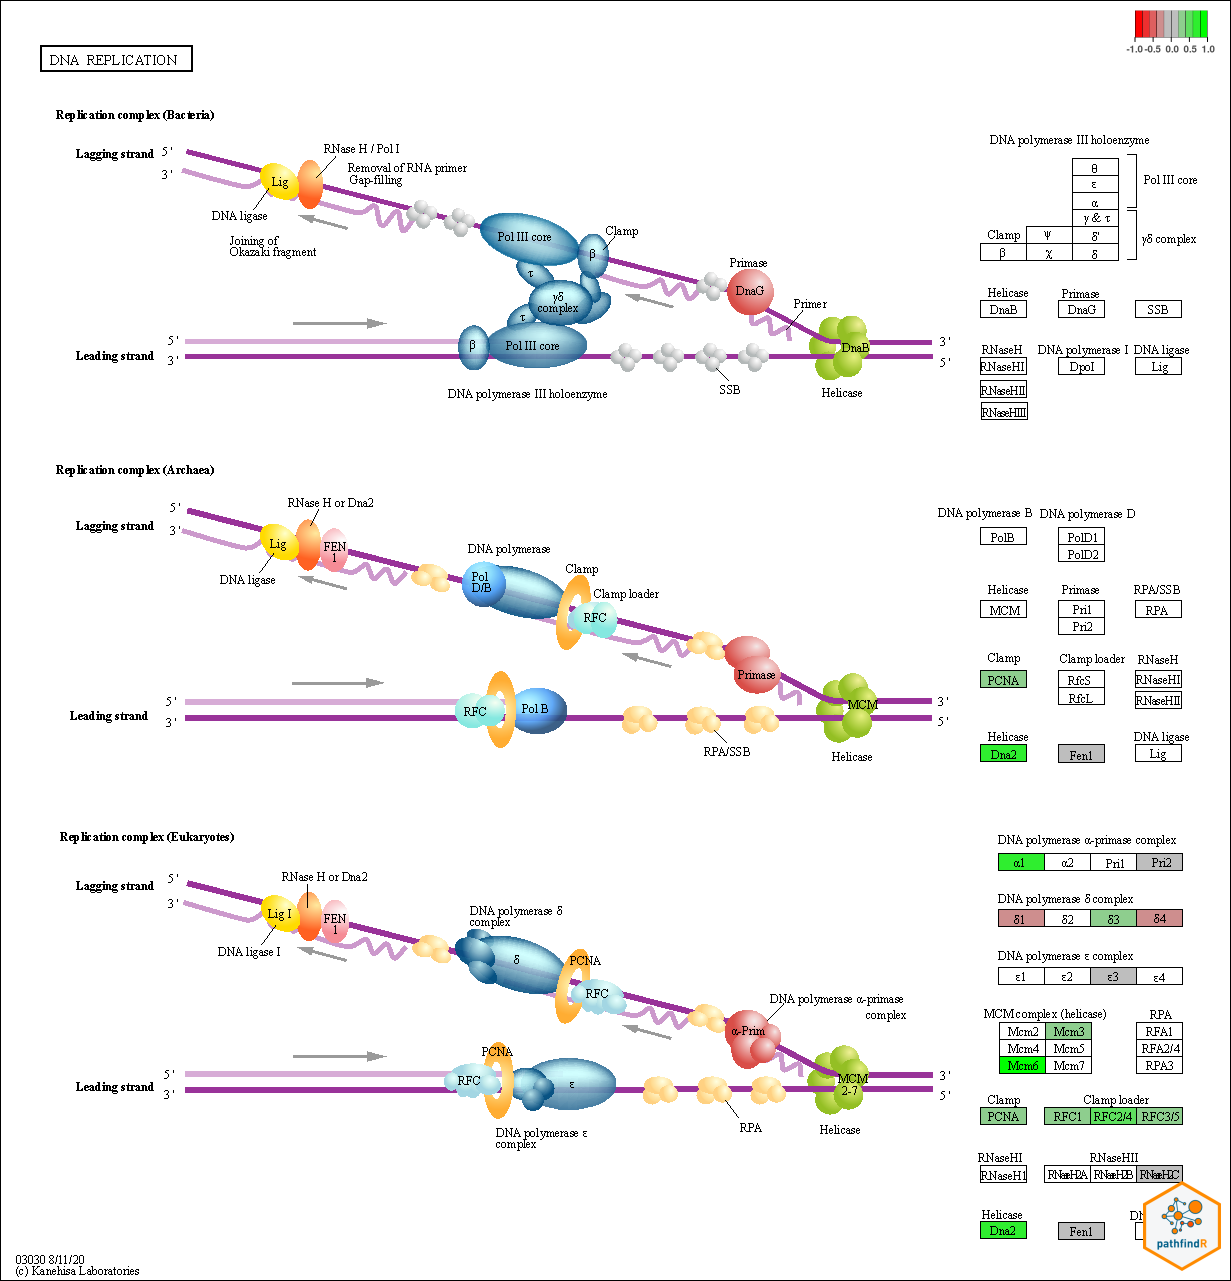 -1.0 -0.5 0.0 0.5 1.0
DNA REPLICATION
Replication complex (Bacteria)
Lagging strand
5'
3'
Lig
RNase H / Pol I
Removal of RNA primer
Gap-filling
DNA ligase
Joining of
Okazaki fragment
Pol III core
Clamp
β
τ
γδ
complex
τ
Primase
DnaG
Primer
5'
Leading strand
3'
β
Pol III core
SSB
DnaB
3'
5'
Helicase
DNA polymerase III holoenzyme
DNA polymerase III holoenzyme
θ
ε
α
Pol III core
γ & τ
Clamp
ψ
δ'
γδ complex
β
χ
δ
Helicase
Primase
DnaB
DnaG
SSB
RNaseH
DNA polymerase I
DNA ligase
RNaseHI
DpoI
Lig
RNaseHII
RNaseHIII
Replication complex (Archaea)
Lagging strand
5'
3'
RNase H or Dna2
Lig
FEN
1
DNA ligase
DNA polymerase
Pol
D/B
Clamp
Clamp loader
RFC
Primase
5'
Leading strand
3'
RFC
Pol B
RPA/SSB
MCM
3'
5'
Helicase
DNA polymerase B
DNA polymerase D
PolB
PolD1
PolD2
Helicase
Primase
RPA/SSB
MCM
Pri1
RPA
Pri2
Clamp
Clamp loader
RNaseH
PCNA
RfcS
RNaseHI
RfcL
RNaseHII
Helicase
DNA ligase
Dna2
Fen1
Lig
Replication complex (Eukaryotes)
Lagging strand
5'
3'
RNase H or Dna2
Lig I
FEN
1
DNA ligase I
DNA polymerase δ
complex
δ
PCNA
RFC
DNA polymerase α-primase
complex
α-Prim
5'
Leading strand
3'
PCNA
RFC
ε
DNA polymerase ε
complex
RPA
MCM
2-7
3'
5'
Helicase
DNA polymerase α-primase complex
α1 α2 Pri1 Pri2
DNA polymerase δ complex
δ1 δ2 δ3 δ4
DNA polymerase ε complex
ε1 ε2 ε3 ε4
MCM complex (helicase)
RPA
Mcm2 Mcm3
RFA1
Mcm4 Mcm5
RFA2/4
Mcm6 Mcm7
RPA3
Clamp
Clamp loader
PCNA
RFC1 RFC2/4 RFC3/5
RNaseHI
RNaseHII
RNaseH1
RNaseH2A RNaseH2B RNaseH2C
Helicase
Dna2
Fen1
pathfindR
03030 8/11/20
(c) Kanehisa Laboratories